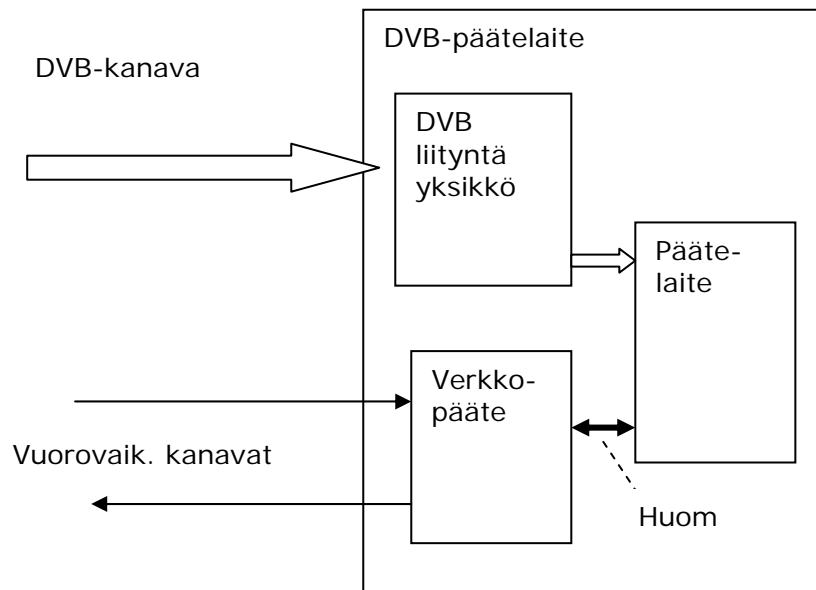 DVB-päätelaite
DVB-kanava
DVB
liityntä
yksikkö
Pääte-
laite
Verkko-
pääte
Vuorovaik. kanavat
Huom